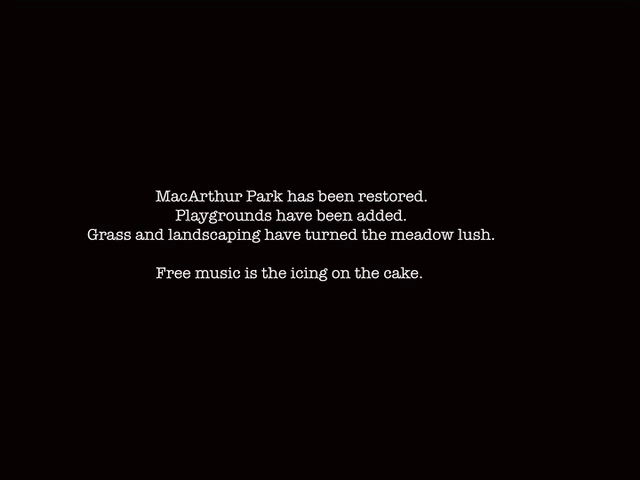 MacArthur Park has been restored.
Playgrounds have been added.
Grass and landscaping have turned the meadow lush.
Free music is the icing on the cake.